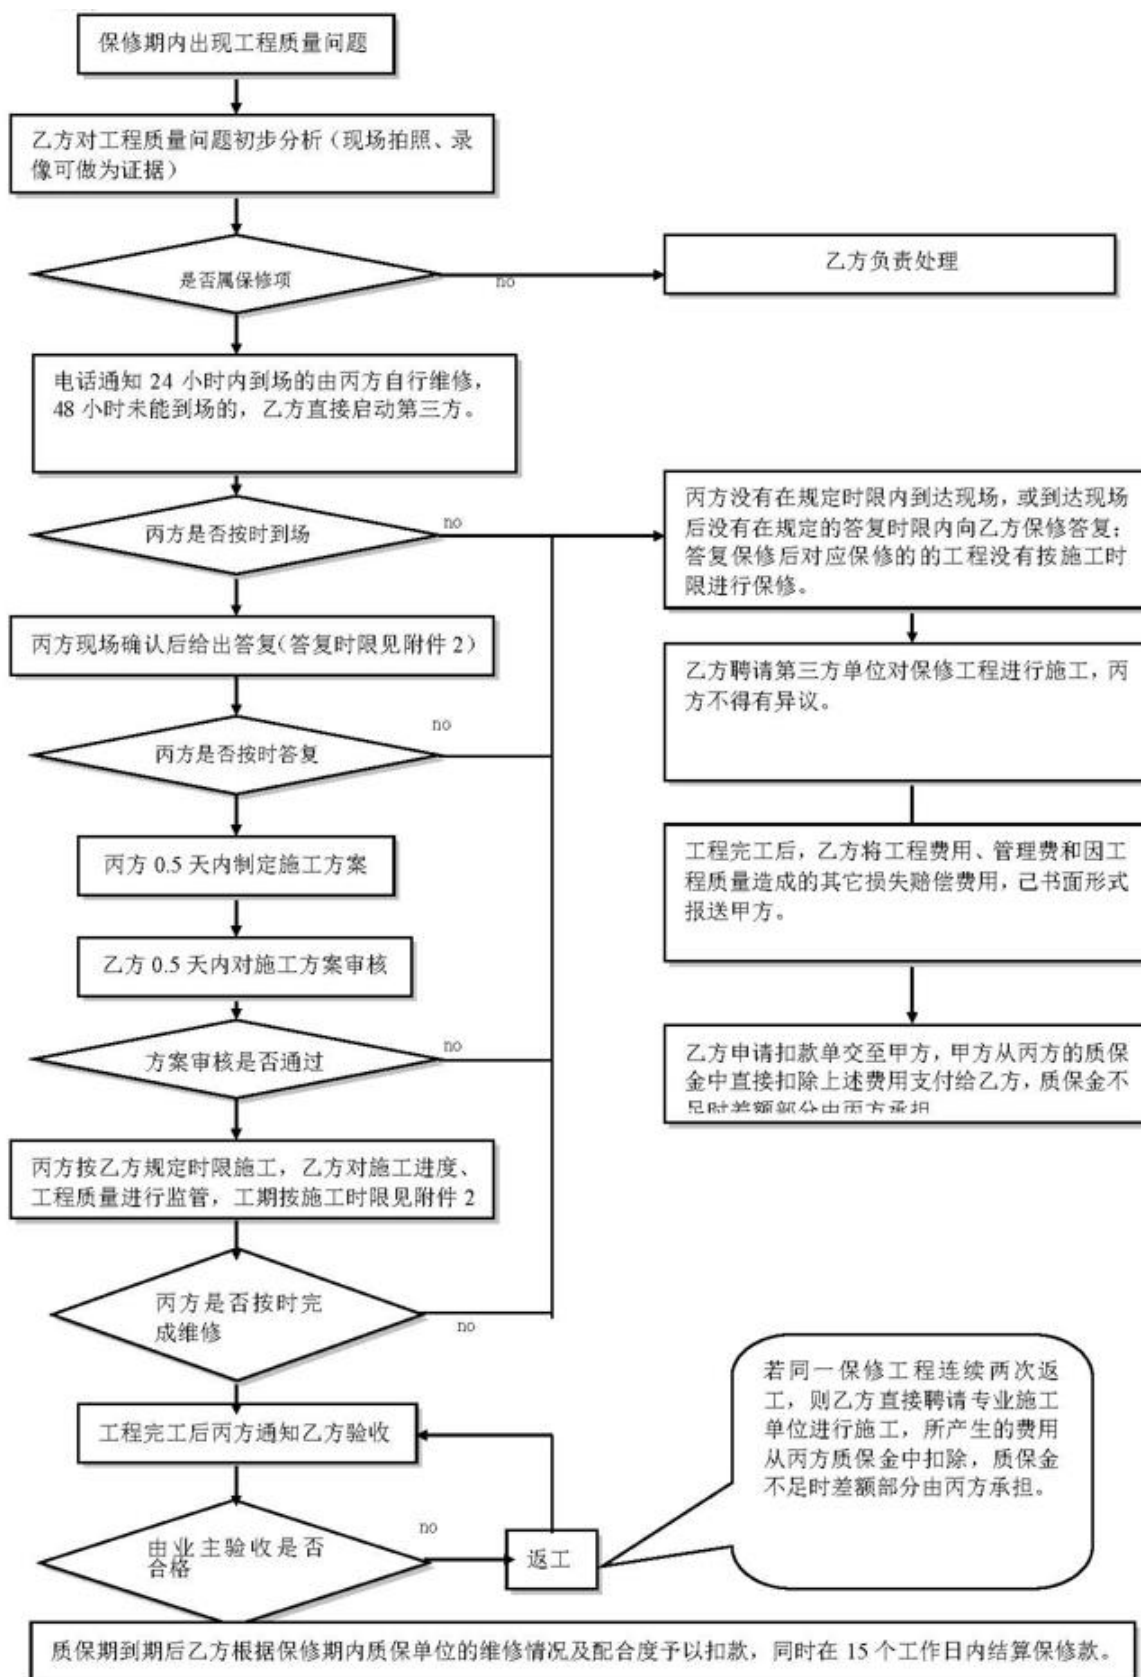 保修期内出现工程质量问题
乙方对工程质量问题初步分析（现场拍照、录
像可做为证据）
是否属保修项
no
乙方负责处理
电话通知 24 小时内到场的由丙方自行维修，
48 小时未能到场的，乙方直接启动第三方。
丙方是否按时到场
no
丙方没有在规定时限内到达现场，或到达现场
后没有在规定的答复时限内向乙方保修答复；
答复保修后对应保修的的工程没有按施工时
限进行保修。
丙方现场确认后给出答复（答复时限见附件 2）
乙方聘请第三方单位对保修工程进行施工，丙
方不得有异议。
丙方是否按时答复
no
丙方 0.5 天内制定施工方案
工程完工后，乙方将工程费用、管理费和因工
程质量造成的其它损失赔偿费用，已书面形式
报送甲方。
乙方 0.5 天内对施工方案审核
方案审核是否通过
no
乙方申请扣款单交至甲方，甲方从丙方的质保
金中直接扣除上述费用支付给乙方，质保金不
足时差额部分由丙方承担
丙方按乙方规定时限施工，乙方对施工进度、
工程质量进行监管，工期按施工时限见附件 2
丙方是否按时完
成维修
no
若同一保修工程连续两次返
工，则乙方直接聘请专业施工
单位进行施工，所产生的费用
从丙方质保金中扣除，质保金
不足时差额部分由丙方承担。
工程完工后丙方通知乙方验收
由业主验收是否
合格
no
返工
质保期到期后乙方根据保修期内质保单位的维修情况及配合度予以扣款，同时在 15 个工作日内结算保修款。